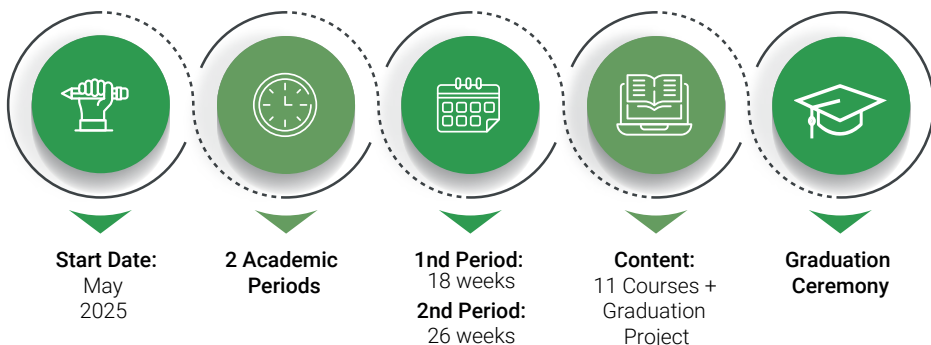 Start Date:
May
2025
2 Academic
Periods
1nd Period:
18 weeks
2nd Period:
26 weeks
Content:
11 Courses +
Graduation
Project
Graduation
Ceremony